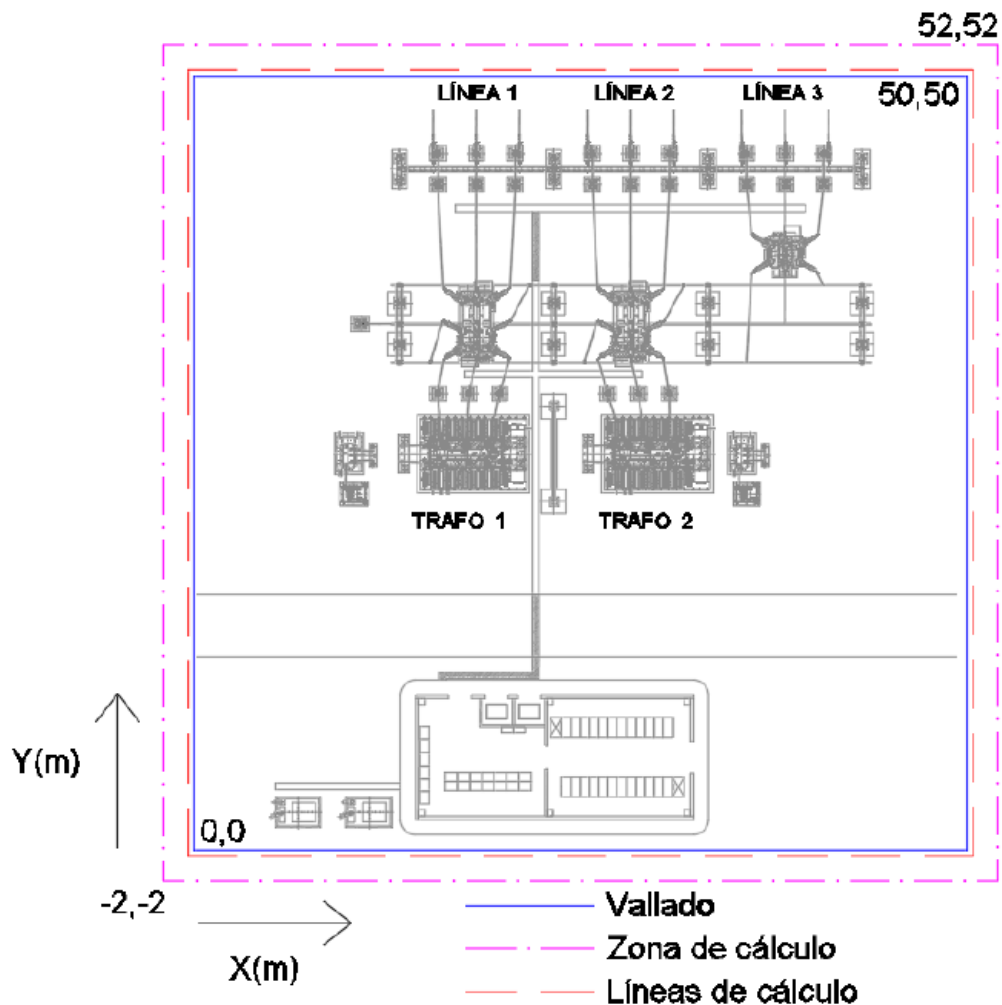 52,52
LÍNEA 1
LÍNEA 2
LÍNEA 3
50,50
TRAFO 1
TRAFO 2
Y(m)
0,0
-2,-2
X(m)
Vallado
Zona de cálculo
Líneas de cálculo